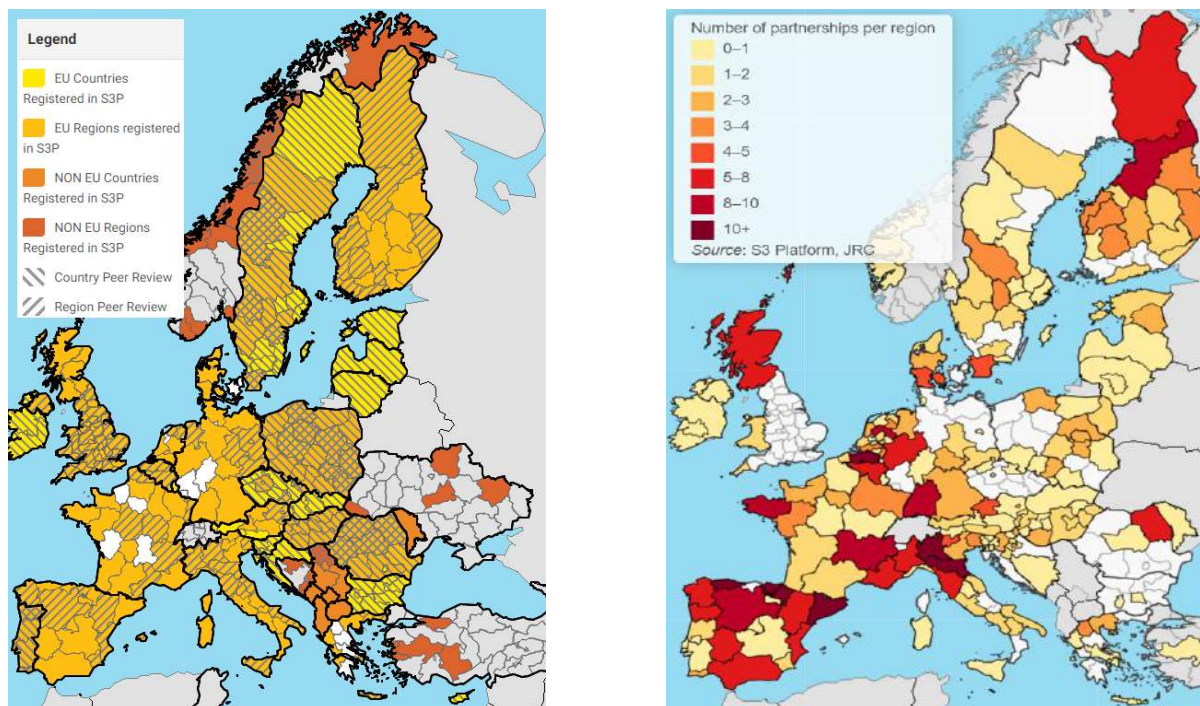 Legend
EU Countries
Registered in S3P
EU Regions registered
in S3P
NON EU Countries
Registered in S3P
NON EU Regions
Registered in S3P
Country Peer Review
Region Peer Review
Number of partnerships per region
0–1
1–2
2–3
3–4
4–5
5–8
8–10
10+
Source: S3 Platform, JRC